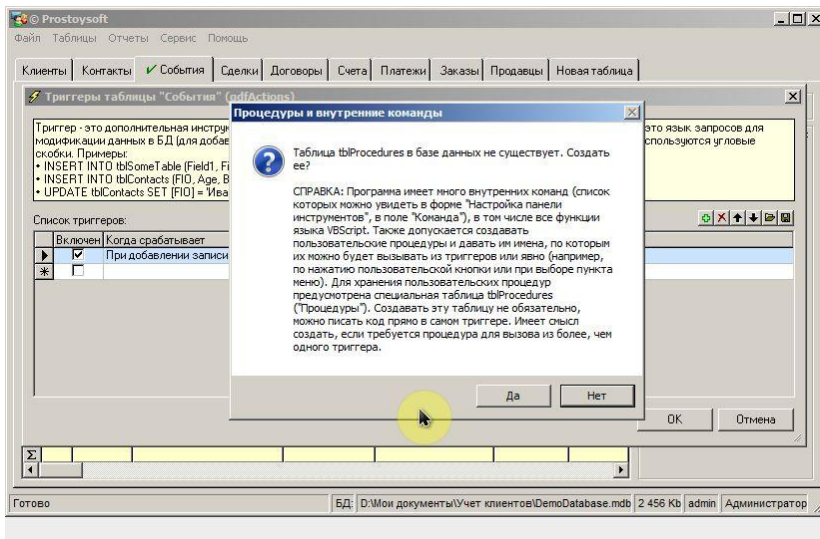 © Prostoysoft
Файл Таблицы Отчеты Сервис Помощь
Клиенты Контакты События Сделки Договоры Счета Платежи Заказы Продавцы Новая таблица
Триггеры таблицы "События" (pdfActions)
Триггер - это дополнительная инстру
модификации данных в БД (для добав
скобки. Примеры:
• INSERT INTO tblSomeTable (Field1, Fi
• INSERT INTO tblContacts (FIO, Age, B
• UPDATE tblContacts SET [FIO] = 'Ива
это язык запросов для
спользуются угловые
Список триггеров:
Включен Когда срабатывает
При добавлении записи
Процедуры и внутренние команды
Таблица tblProcedures в базе данных не существует. Создать
ее?
СПРАВКА: Программа имеет много внутренних команд (список
которых можно увидеть в форме "Настройка панели
инструментов", в поле "Команда"), в том числе все функции
языка VBScript. Также допускается создавать
пользовательские процедуры и давать им имена, по которым
их можно будет вызывать из триггеров или явно (например,
по нажатию пользовательской кнопки или при выборе пункта
меню). Для хранения пользовательских процедур
предусмотрена специальная таблица tblProcedures
("Процедуры"). Создавать эту таблицу не обязательно,
можно писать код прямо в самом триггере. Имеет смысл
создать, если требуется процедура для вызова из более, чем
одного триггера.
Да Нет
OK Отмена
Σ
Готово БД: D:\Мои документы\Учет клиентов\DemoDatabase.mdb 2 456 Kb admin Администратор